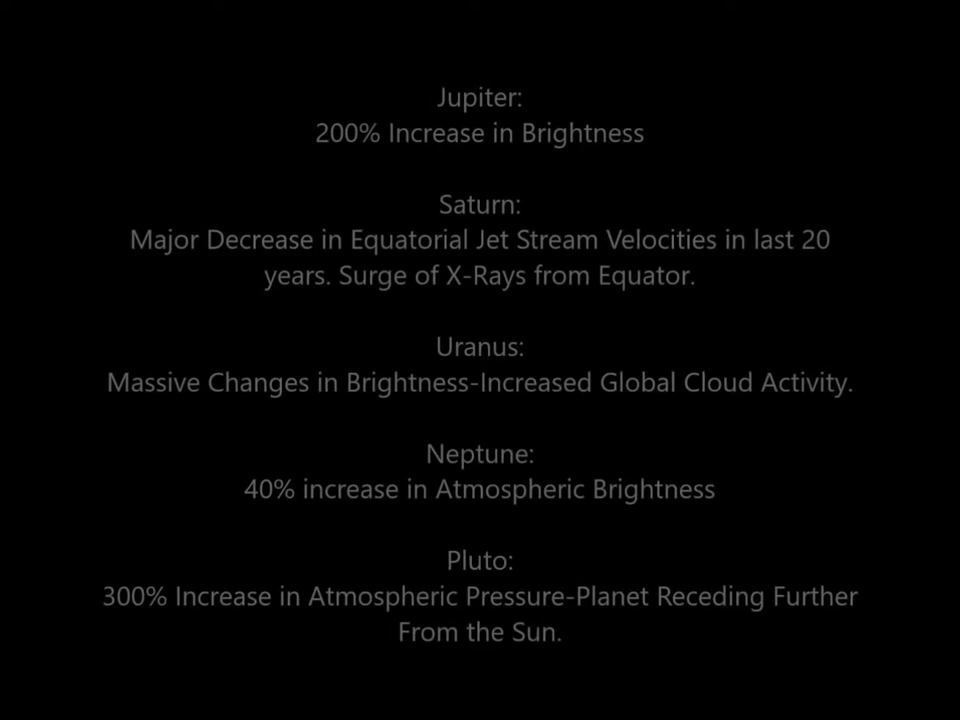 Jupiter:
200% Increase in Brightness
Saturn:
Major Decrease in Equatorial Jet Stream Velocities in last 20
years. Surge of X-Rays from Equator.
Uranus:
Massive Changes in Brightness-Increased Global Cloud Activity.
Neptune:
40% increase in Atmospheric Brightness
Pluto:
300% Increase in Atmospheric Pressure-Planet Receding Further
From the Sun.